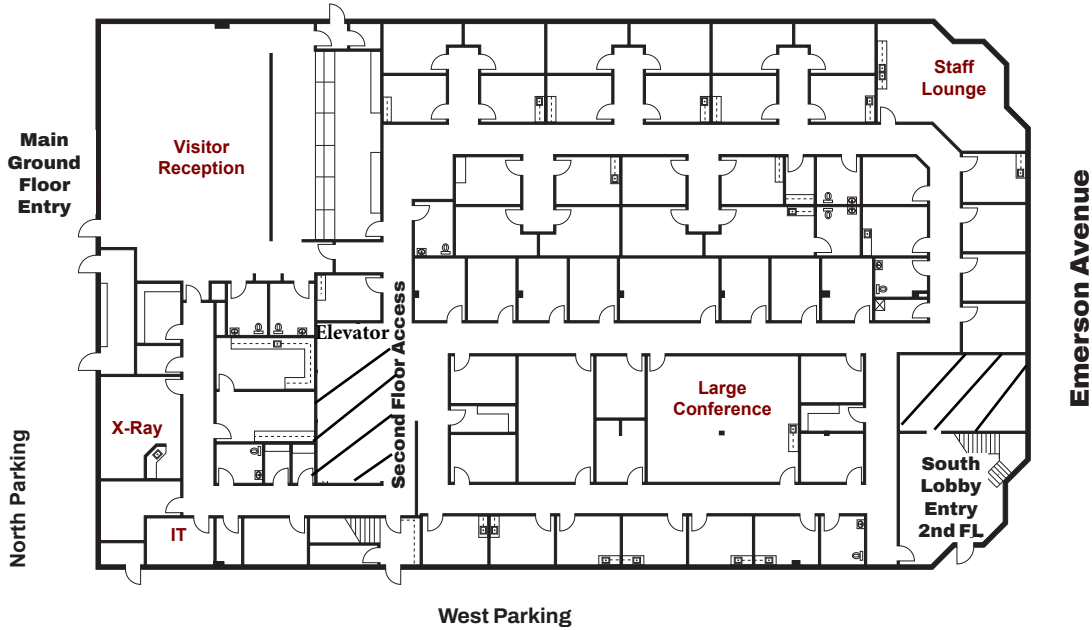 Staff
Lounge
Main
Ground
Floor
Entry
Visitor
Reception
Emerson Avenue
Elevator
Second Floor Access
Large
Conference
X-Ray
North Parking
South
Lobby
Entry
2nd FL
IT
West Parking